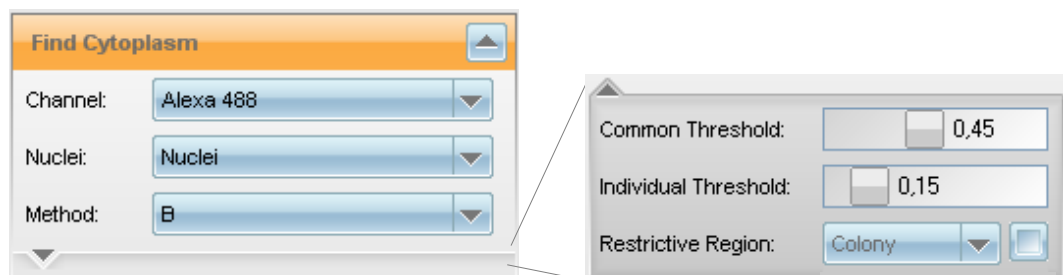 Find Cytoplasm
Channel: Alexa 488
Nuclei: Nuclei
Method: B
Common Threshold: 0,45
Individual Threshold: 0,15
Restrictive Region: Colony